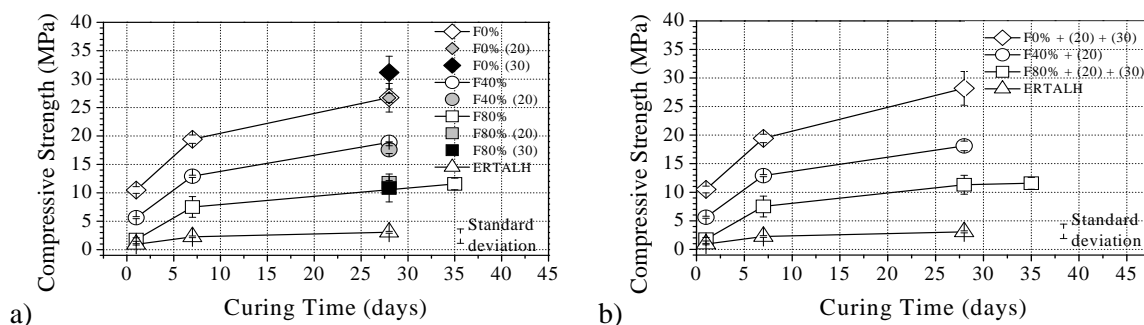 40
35
30
25
20
15
10
5
0
Compressive Strength (MPa)
F0%
F0% (20)
F0% (30)
F40%
F40% (20)
F80%
F80% (20)
F80% (30)
ERTALH
Standard
deviation
0 5 10 15 20 25 30 35 40 45
Curing Time (days)
a)
40
35
30
25
20
15
10
5
0
Compressive Strength (MPa)
F0% + (20) + (30)
F40% + (20)
F80% + (20) + (30)
ERTALH
Standard
deviation
0 5 10 15 20 25 30 35 40 45
Curing Time (days)
b)